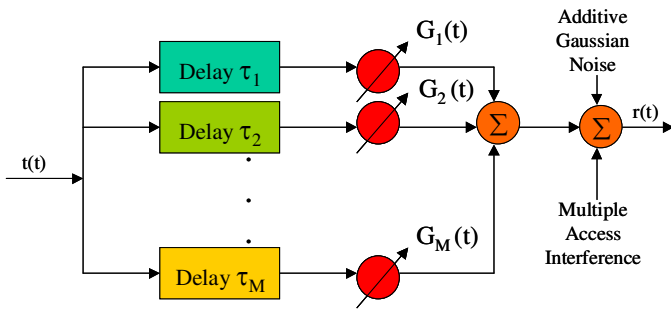 Additive
Gaussian
Noise
G₁(t)
Delay τ₁
G₂ (t)
Delay τ₂
Σ
Σ
r(t)
t(t)
Multiple
Access
Interference
G_M (t)
Delay τ_M